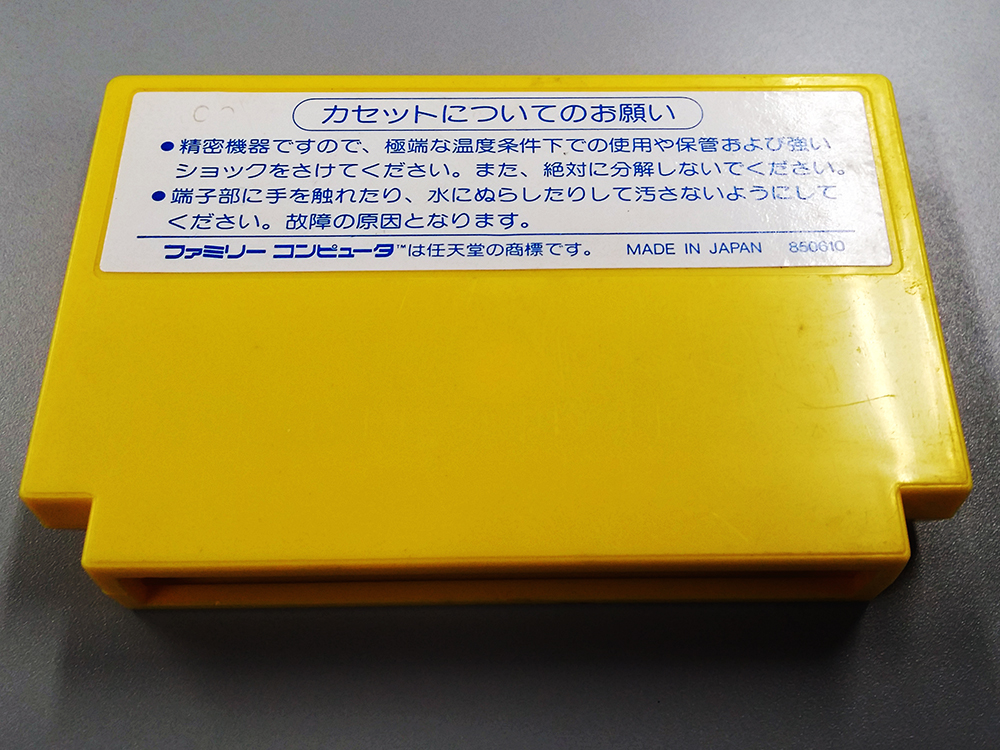 カセットについてのお願い
●精密機器ですので、極端な温度条件下での使用や保管および強い
ショックをさけてください。また、絶対に分解しないでください。
●端子部に手を触れたり、水にぬらしたりして汚さないようにして
ください。故障の原因となります。
ファミリーコンピュータ™は任天堂の商標です。 MADE IN JAPAN 850610